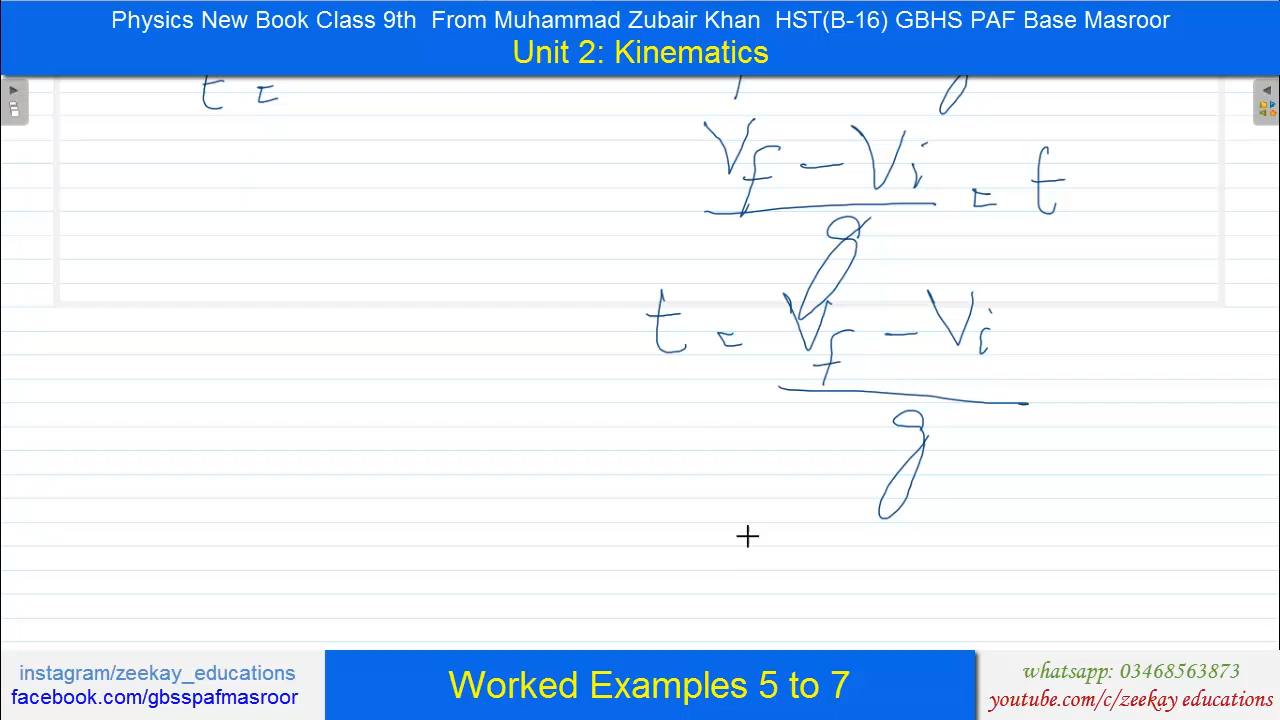 Physics New Book Class 9th From Muhammad Zubair Khan HST(B-16) GBHS PAF Base Masroor
Unit 2: Kinematics
t =
Vf - Vi = t
g
t = Vf - Vi
g
instagram/zeekay_educations
facebook.com/gbsspafmasroor
Worked Examples 5 to 7
whatsapp: 03468563873
youtube.com/c/zeekay educations